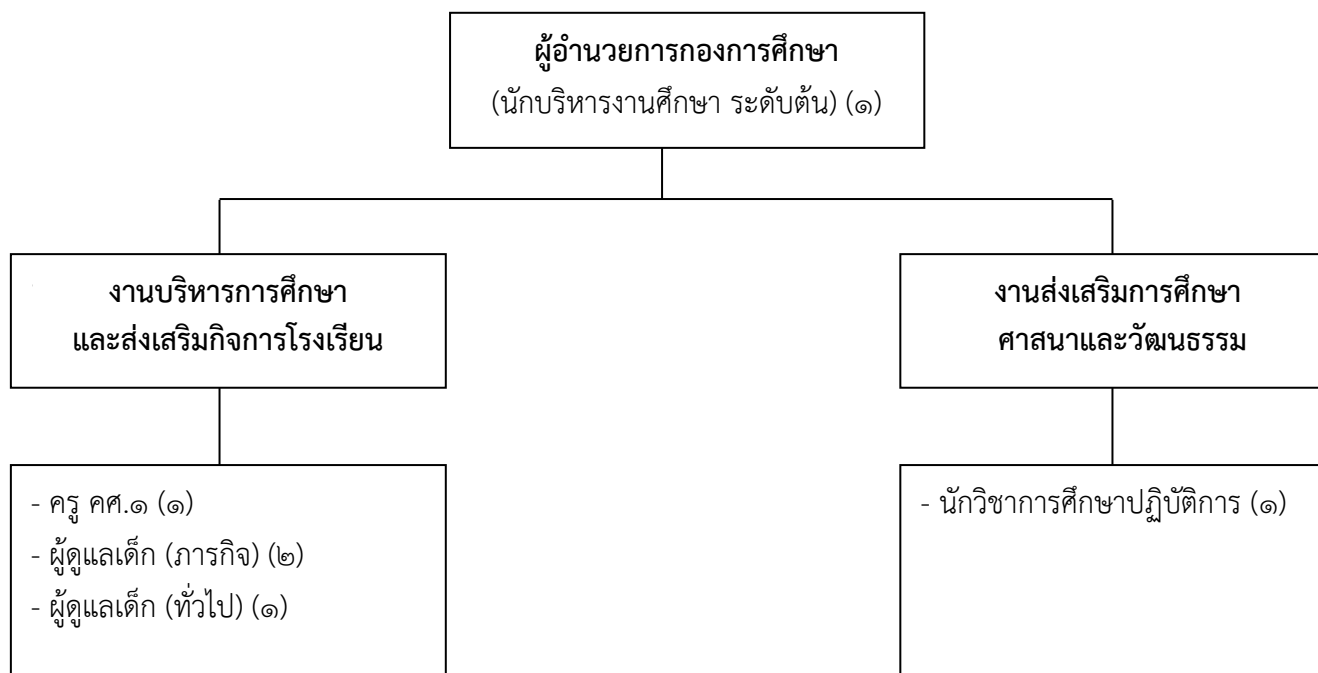 ผู้อำนวยการกองการศึกษา
(นักบริหารงานศึกษา ระดับต้น) (๑)
งานบริหารการศึกษา
และส่งเสริมกิจการโรงเรียน
งานส่งเสริมการศึกษา
ศาสนาและวัฒนธรรม
- ครู คศ.๑ (๑)
- ผู้ดูแลเด็ก (ภารกิจ) (๒)
- ผู้ดูแลเด็ก (ทั่วไป) (๑)
- นักวิชาการศึกษาปฏิบัติการ (๑)